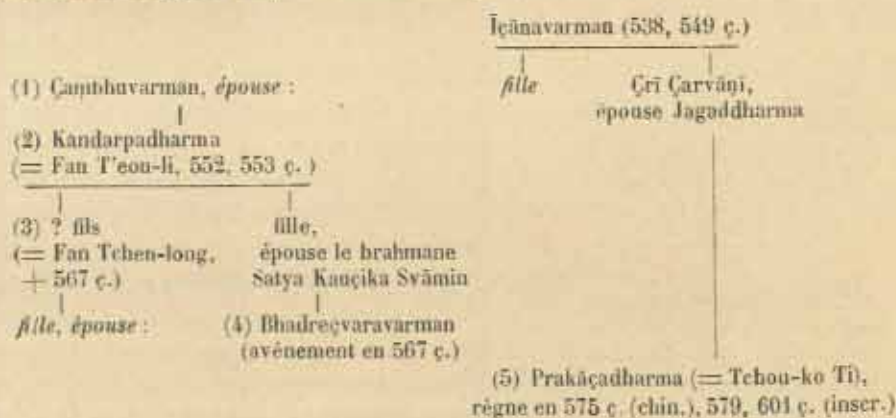 Īçānavarman (538, 549 ç.)
fille
Çrī Çarvāṇī,
épouse Jagaddharma
(1) Çambhuvarman, épouse :
(2) Kandarpadharma
(= Fan T'eou-li, 552, 553 ç. )
(3) ? fils
(= Fan Tchen-long,
+ 567 ç.)
fille,
épouse le brahmane
Satya Kauçika Svāmin
fille, épouse :
(4) Bhadreçvaravarman
(avénement en 567 ç.)
(5) Prakāçadharma (= Tchou-ko Ti),
règne en 575 ç. (chin.), 579, 601 ç. (inscr.)